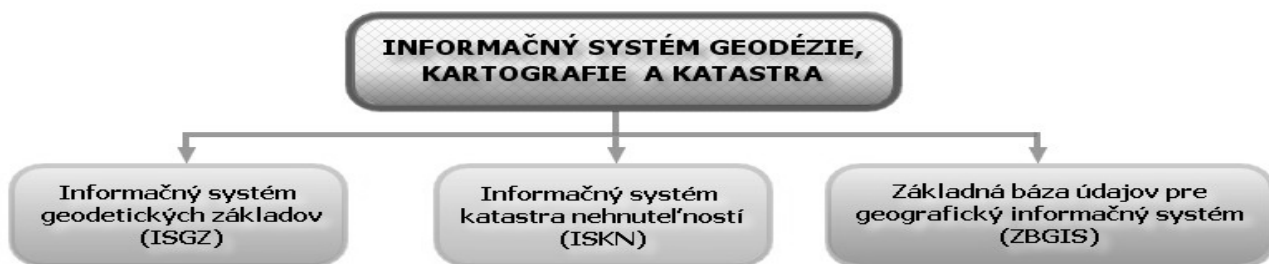 INFORMAČNÝ SYSTÉM GEODÉZIE,
KARTOGRAFIE A KATASTRA
Informačný systém
geodetických základov
(ISGZ)
Informačný systém
katastra nehnuteľností
(ISKN)
Základná báza údajov pre
geografický informačný systém
(ZBGIS)